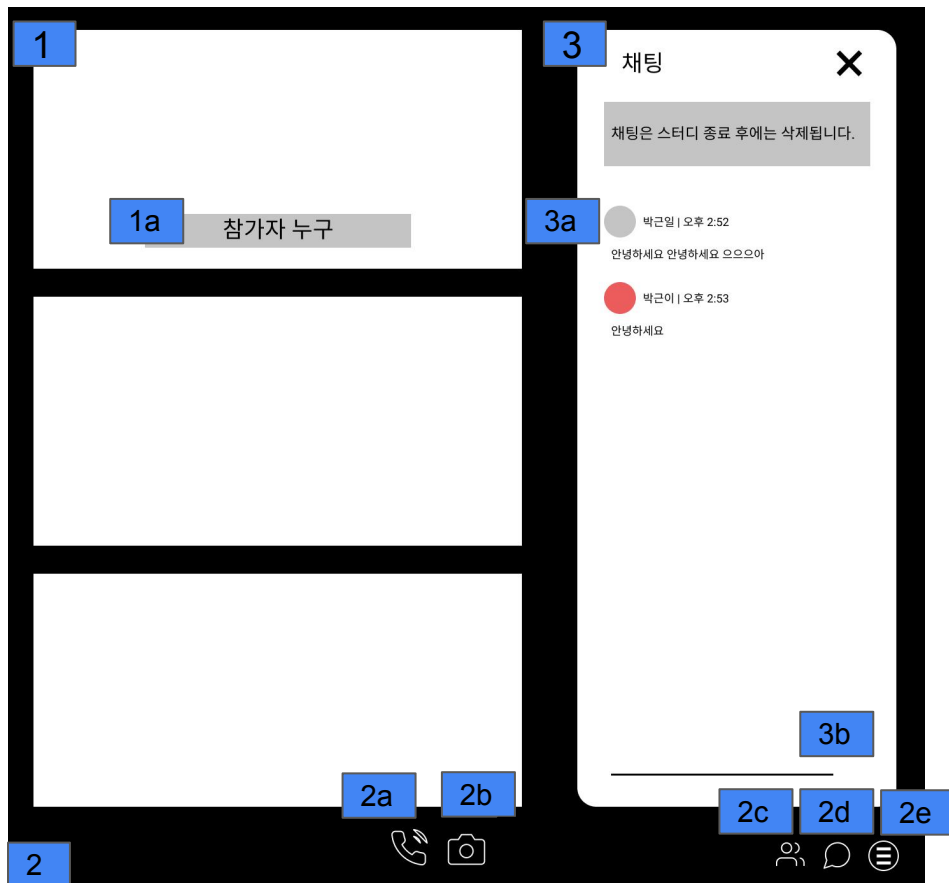 1
3
채팅
채팅은 스터디 종료 후에는 삭제됩니다.
1a
참가자 누구
3a
박근일 | 오후 2:52
안녕하세요 안녕하세요 으으으아
박근이 | 오후 2:53
안녕하세요
3b
2a
2b
2c
2d
2e
2